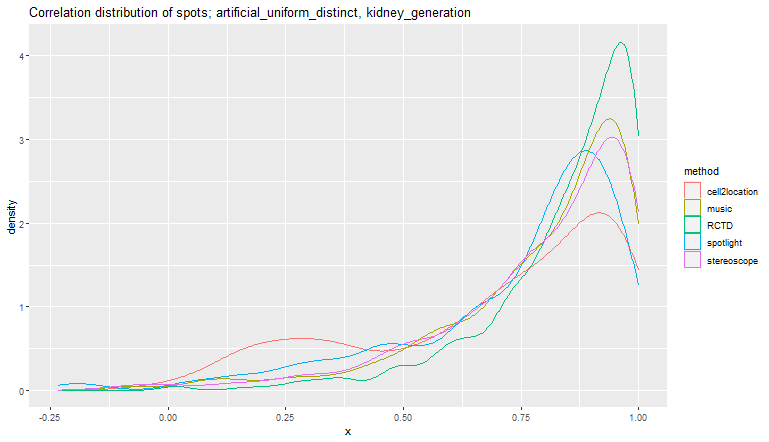 Correlation distribution of spots; artificial_uniform_distinct, kidney_generation
4
3
2
1
0
density
-0.25 0.00 0.25 0.50 0.75 1.00
x
method
cell2location
music
RCTD
spotlight
stereoscope